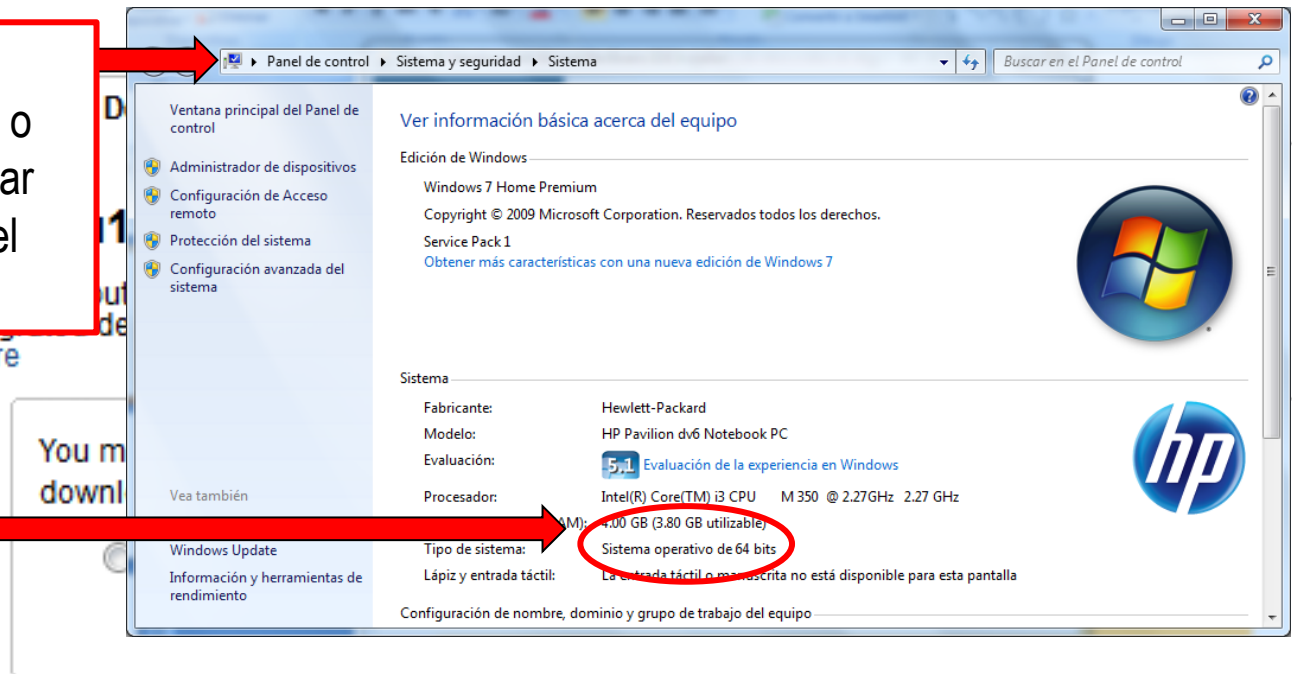 Panel de control ▸ Sistema y seguridad ▸ Sistema
Buscar en el Panel de control
o
ar
el
Ventana principal del Panel de
control
Administrador de dispositivos
Configuración de Acceso
remoto
Protección del sistema
Configuración avanzada del
sistema
Vea también
Windows Update
Información y herramientas de
rendimiento
Ver información básica acerca del equipo
Edición de Windows
Windows 7 Home Premium
Copyright © 2009 Microsoft Corporation. Reservados todos los derechos.
Service Pack 1
Obtener más características con una nueva edición de Windows 7
Sistema
Fabricante: Hewlett-Packard
Modelo: HP Pavilion dv6 Notebook PC
Evaluación: 5.1 Evaluación de la experiencia en Windows
Procesador: Intel(R) Core(TM) i3 CPU M 350 @ 2.27GHz 2.27 GHz
AM): 4.00 GB (3.80 GB utilizable)
Tipo de sistema: Sistema operativo de 64 bits
Lápiz y entrada táctil: La entrada táctil o manuscrita no está disponible para esta pantalla
Configuración de nombre, dominio y grupo de trabajo del equipo
hp
You m
downl